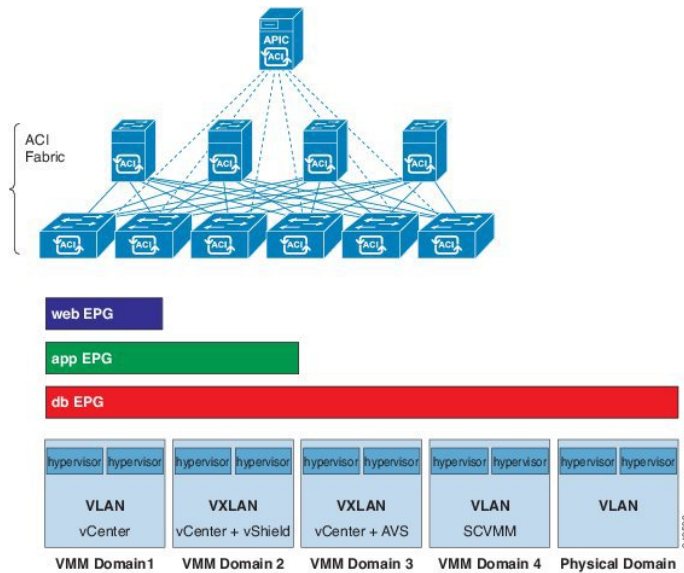 APIC
ACI
ACI
Fabric
ACI
ACI
ACI
ACI
ACI
ACI
ACI
ACI
ACI
ACI
web EPG
app EPG
db EPG
hypervisor hypervisor
VLAN
vCenter
VMM Domain1
hypervisor hypervisor
VXLAN
vCenter + vShield
VMM Domain 2
hypervisor hypervisor
VXLAN
vCenter + AVS
VMM Domain 3
hypervisor hypervisor
VLAN
SCVMM
VMM Domain 4
hypervisor hypervisor
VLAN
Physical Domain